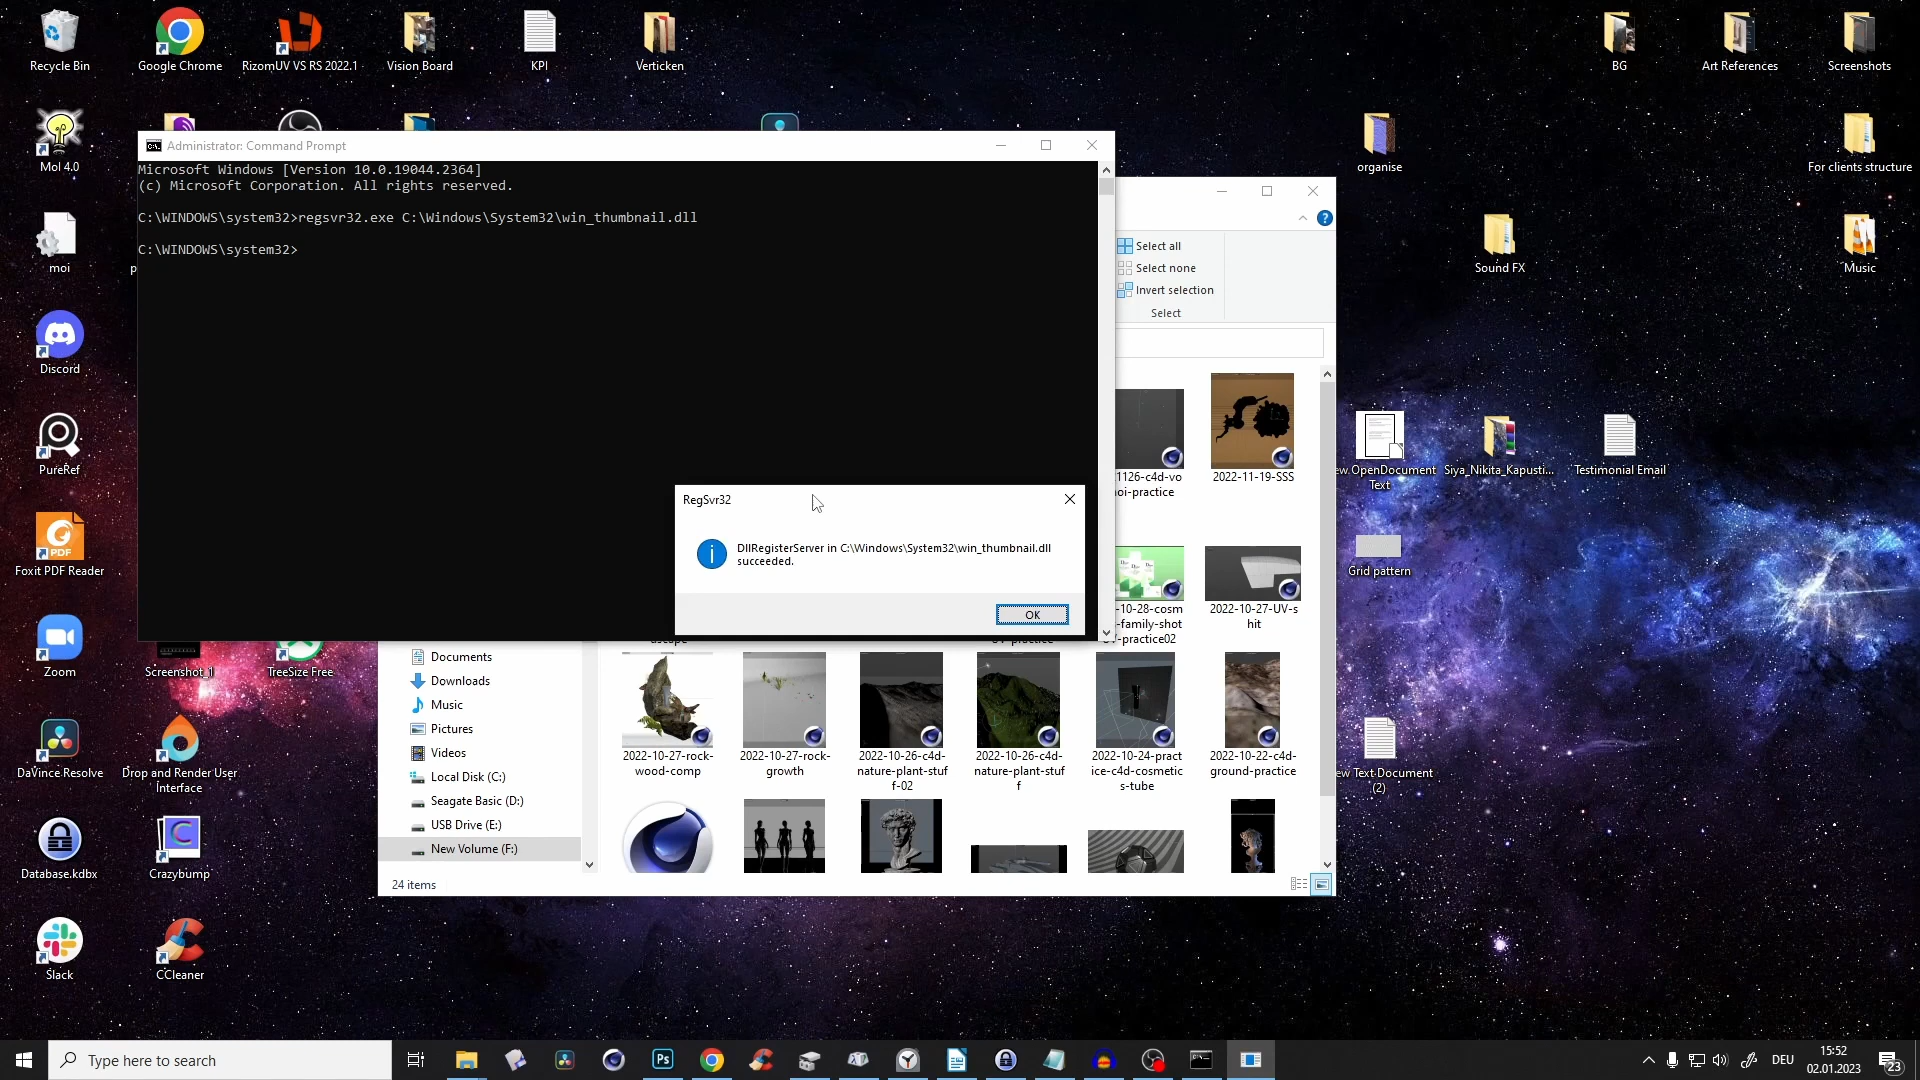 Recycle Bin
Google Chrome
RizomUV VS RS 2022.1
Vision Board
KPI
Verticken
BG
Art References
Screenshots
MoI 4.0
organise
For clients structure
moi
Sound FX
Music
Discord
PureRef
New OpenDocument
Text
Siya_Nikita_Kapusti...
Testimonial Email
Foxit PDF Reader
PDF
Grid pattern
Zoom
Screenshot_1
TreeSize Free
DaVince Resolve
Drop and Render User
Interface
ew Text Document
(2)
Database.kdbx
Crazybump
Slack
CCleaner
Administrator: Command Prompt
Microsoft Windows [Version 10.0.19044.2364]
(c) Microsoft Corporation. All rights reserved.
C:\WINDOWS\system32>regsvr32.exe C:\Windows\System32\win_thumbnail.dll
C:\WINDOWS\system32>
RegSvr32
DllRegisterServer in C:\Windows\System32\win_thumbnail.dll
succeeded.
OK
Select all
Select none
Invert selection
Select
1126-c4d-vo
noi-practice
2022-11-19-SSS
-10-28-cosm
-family-shot
-practice02
2022-10-27-UV-s
hit
Documents
Downloads
Music
Pictures
Videos
Local Disk (C:)
Seagate Basic (D:)
USB Drive (E:)
New Volume (F:)
2022-10-27-rock-
wood-comp
2022-10-27-rock-
growth
2022-10-26-c4d-
nature-plant-stuf
f-02
2022-10-26-c4d-
nature-plant-stuf
f
2022-10-24-pract
ice-c4d-cosmetic
s-tube
2022-10-22-c4d-
ground-practice
24 items
Type here to search
Ps
DEU
15:52
02.01.2023
23